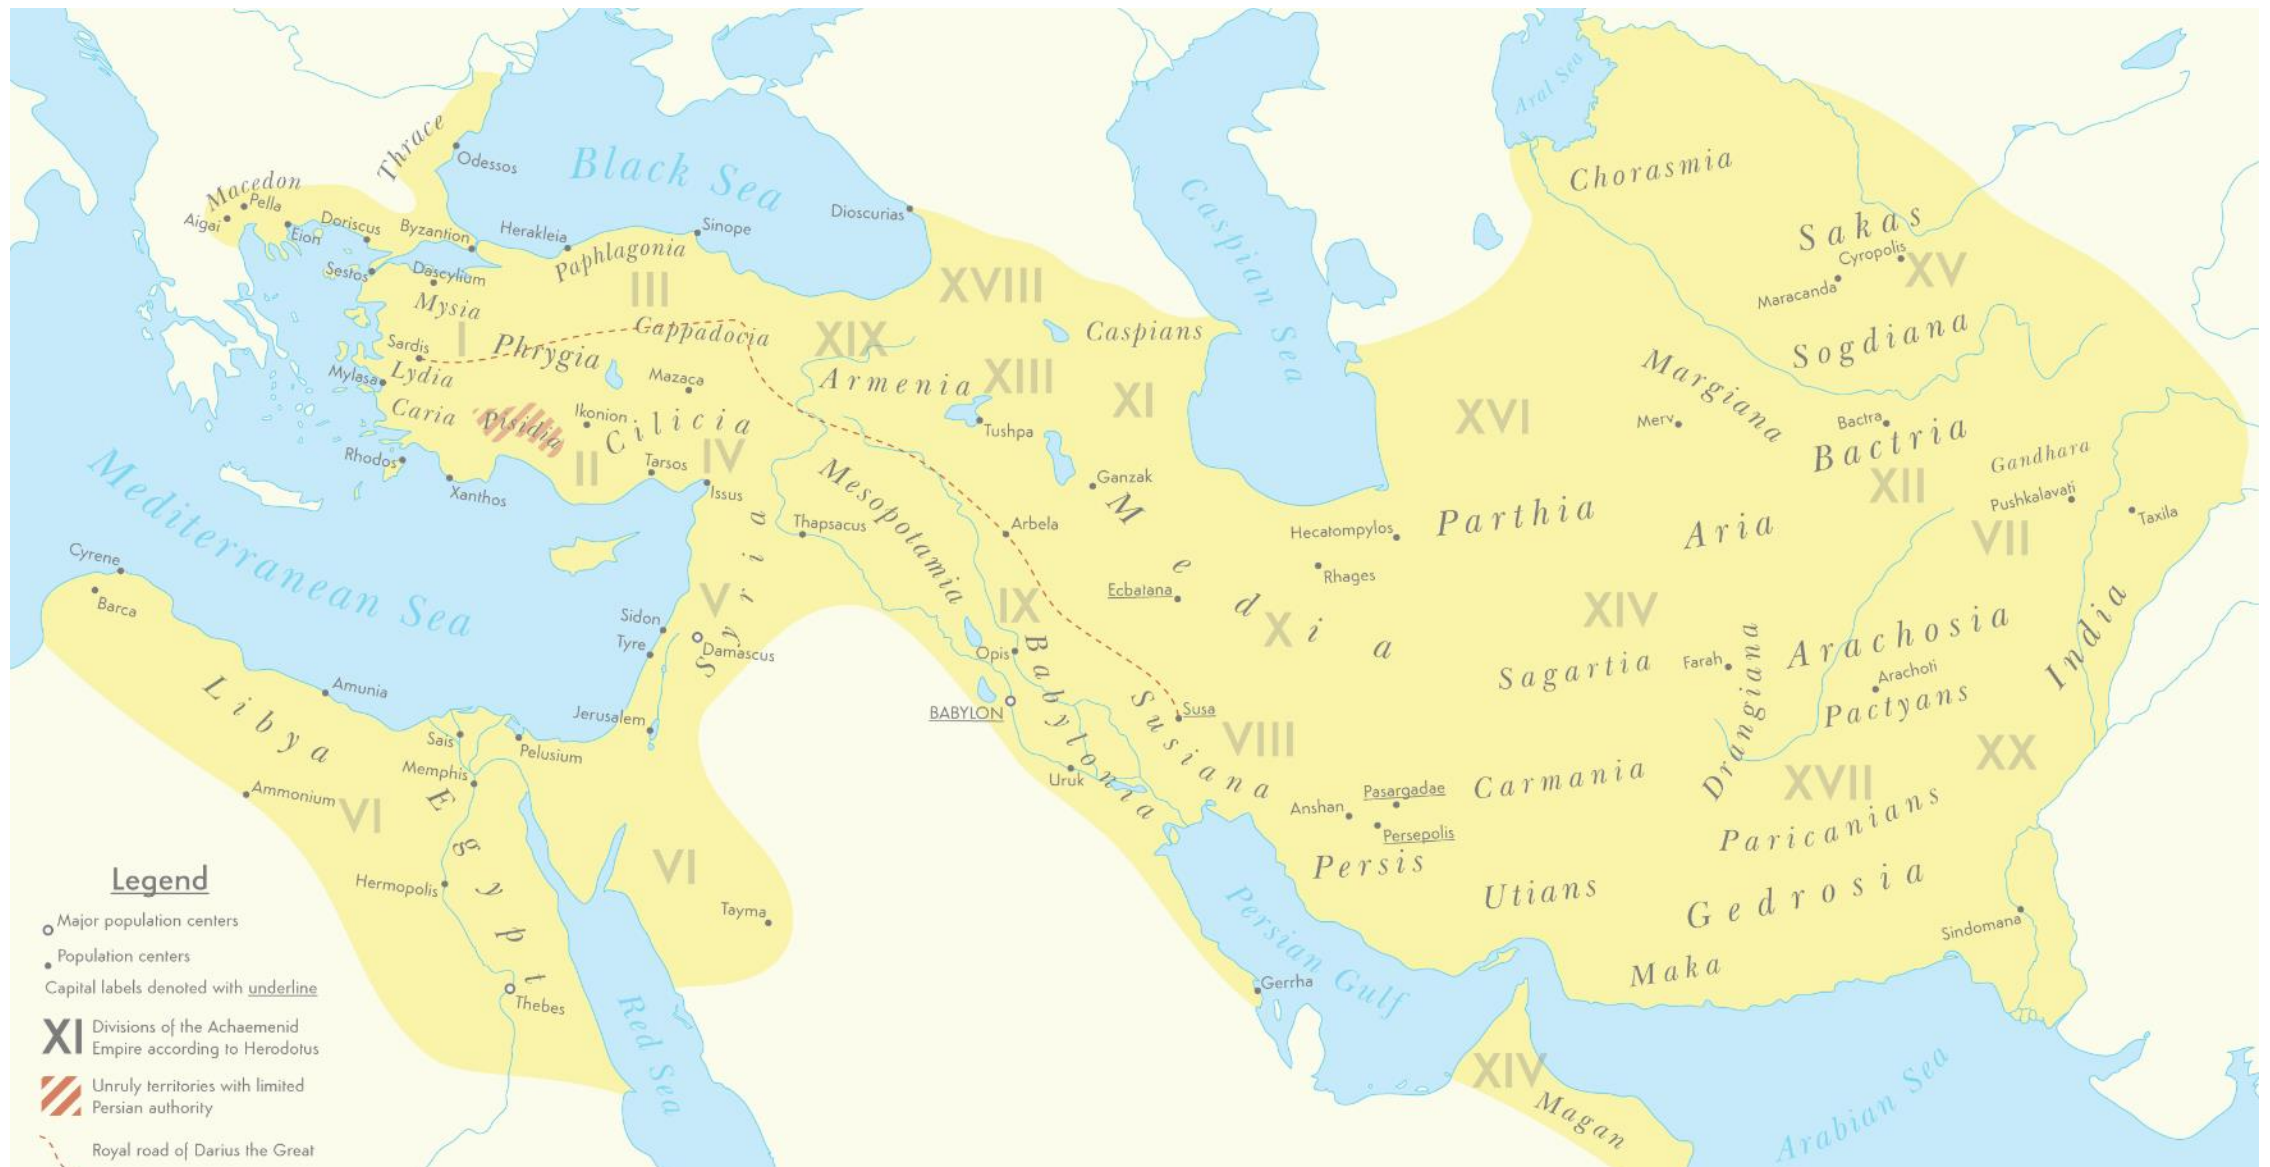 Aral Sea
Chorasmia
Thrace
Odessos
Black Sea
Macedon
Pella
Aigai
Eion
Doriscus
Byzantion
Herakleia
Sinope
Dioscurias
Caspian Sea
Sakas
Cyropolis
XV
Maracanda
Sestos
Dascylium
Paphlagonia
III
XVIII
Mysia
I
Cappadocia
XIX
Caspians
Sogdiana
Sardis
Phrygia
Mylasa
Lydia
Mazaca
Armenia
XIII
XI
XVI
Margiana
Merv
Bactra
Bactria
Caria
Pisidia
Ikonion
Cilicia
Tushpa
Gandhara
Rhodos
II
Tarsos
IV
Mesopotamia
Ganzak
XII
Pushkalavati
Taxila
Xanthos
Issus
Media
Mediterranean Sea
Thapsacus
Arbela
Hecatompylos
Parthia
Aria
VII
Cyrene
Barca
Syria
V
IX
Ecbatana
Rhages
X
XIV
India
Sidon
Tyre
Damascus
Opis
Babylonia
Sagartia
Farah
Drangiana
Arachosia
Arachoti
Pactyans
Libya
Amunia
Jerusalem
BABYLON
Susiana
Susa
VIII
Sais
Pelusium
Memphis
Uruk
Anshan
Pasargadae
Persepolis
Carmania
XVII
XX
Ammonium
VI
Egypt
VI
Persis
Paricanians
Hermopolis
Tayma
Persian Gulf
Utians
Gedrosia
Sindomana
Maka
Thebes
Red Sea
Gerrha
XIV
Magan
Arabian Sea
Legend
Major population centers
Population centers
Capital labels denoted with underline
XI
Divisions of the Achaemenid
Empire according to Herodotus
Unruly territories with limited
Persian authority
Royal road of Darius the Great